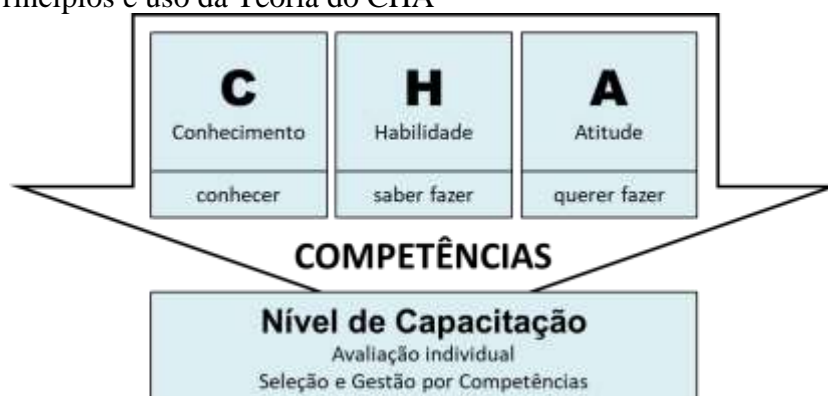 e uso da Teoria do CHA
C
H
A
Conhecimento
Habilidade
Atitude
conhecer
saber fazer
querer fazer
COMPETÊNCIAS
Nível de Capacitação
Avaliação individual
Seleção e Gestão por Competências